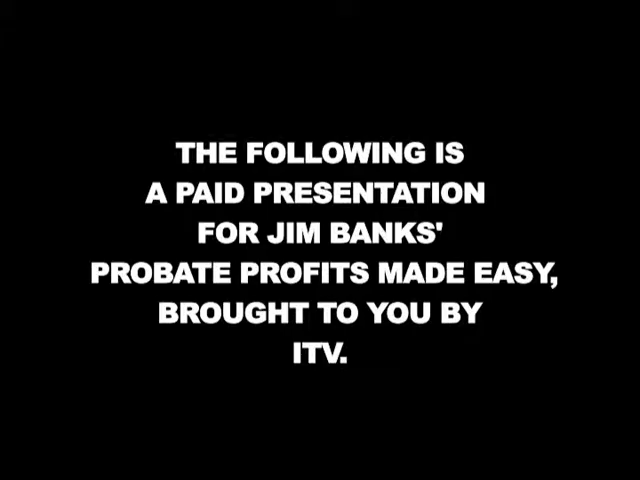 THE FOLLOWING IS
A PAID PRESENTATION
FOR JIM BANKS'
PROBATE PROFITS MADE EASY,
BROUGHT TO YOU BY
ITV.